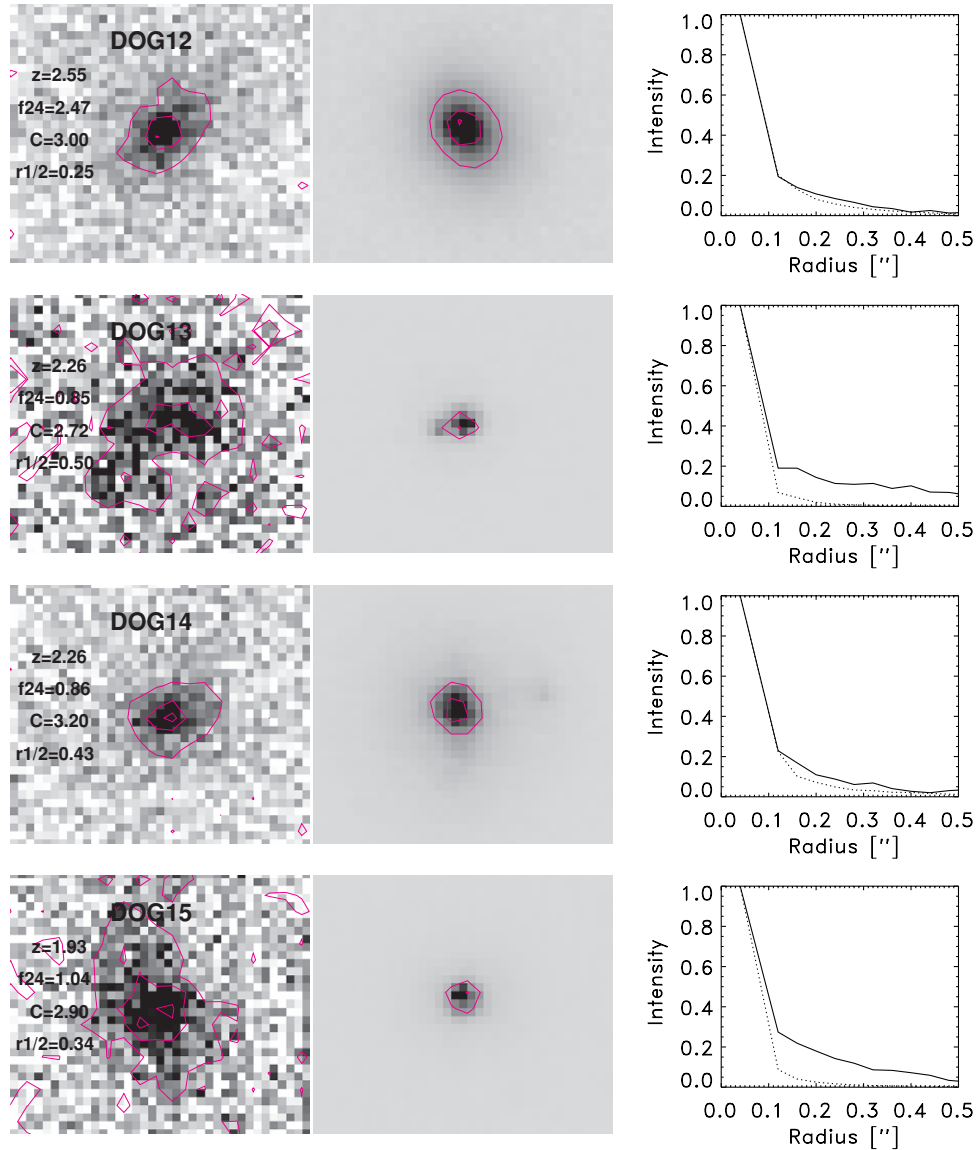 DOG12
z=2.55
f24=2.47
C=3.00
r1/2=0.25
1.0
0.8
0.6
0.4
0.2
0.0
Intensity
0.0 0.1 0.2 0.3 0.4 0.5
Radius ["]
DOG13
z=2.26
f24=0.85
C=2.72
r1/2=0.50
1.0
0.8
0.6
0.4
0.2
0.0
Intensity
0.0 0.1 0.2 0.3 0.4 0.5
Radius ["]
DOG14
z=2.26
f24=0.86
C=3.20
r1/2=0.43
1.0
0.8
0.6
0.4
0.2
0.0
Intensity
0.0 0.1 0.2 0.3 0.4 0.5
Radius ["]
DOG15
z=1.93
f24=1.04
C=2.90
r1/2=0.34
1.0
0.8
0.6
0.4
0.2
0.0
Intensity
0.0 0.1 0.2 0.3 0.4 0.5
Radius ["]